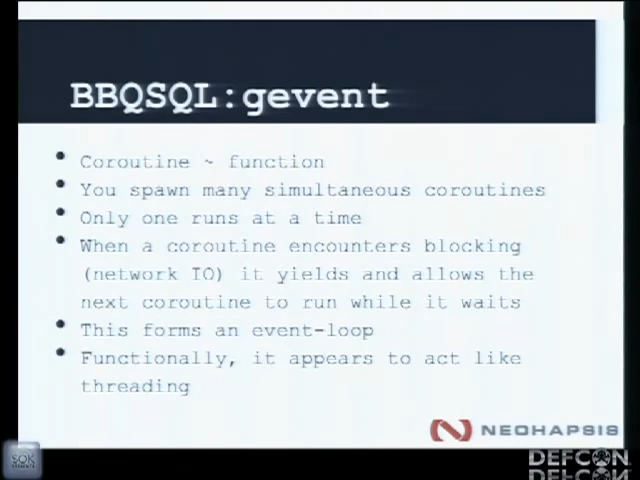 BBQSQL:gevent
Coroutine ~ function
You spawn many simultaneous coroutines
Only one runs at a time
When a coroutine encounters blocking
(network IO) it yields and allows the
next coroutine to run while it waits
This forms an event-loop
Functionally, it appears to act like
threading
NEOHAPSIS
SOK
DEFCON